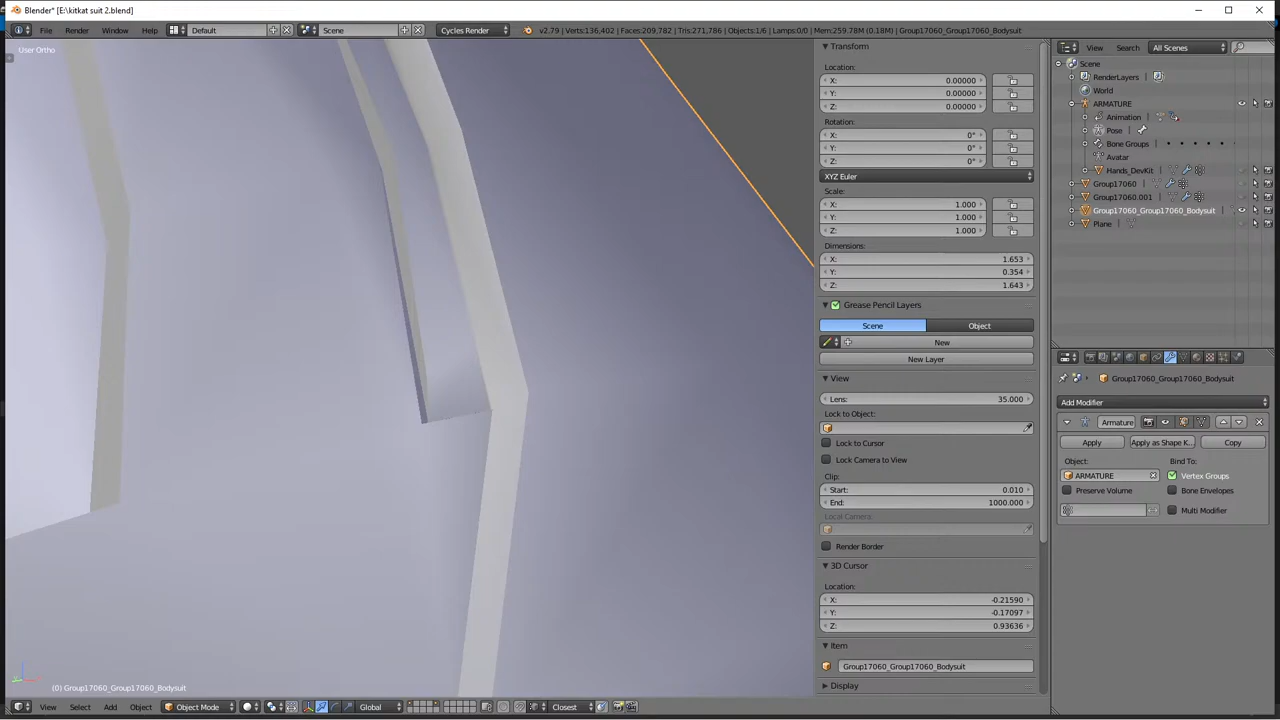 Blender* [E:\kitkat suit 2.blend]
File Render Window Help Default Scene Cycles Render v2.79 | Verts:136,402 | Faces:209,782 | Tris:271,786 | Objects:1/6 | Lamps:0/0 | Mem:259.78M (0.18M) | Group17060_Group17060_Bodysuit
User Ortho
Transform
Location:
X: 0.00000
Y: 0.00000
Z: 0.00000
Rotation:
X: 0°
Y: 0°
Z: 0°
XYZ Euler
Scale:
X: 1.000
Y: 1.000
Z: 1.000
Dimensions:
X: 1.653
Y: 0.354
Z: 1.643
Grease Pencil Layers
Scene Object
New
New Layer
View
Lens: 35.000
Lock to Object:
Lock to Cursor
Lock Camera to View
Clip:
Start: 0.010
End: 1000.000
Local Camera:
Render Border
3D Cursor
Location:
X: -0.21590
Y: -0.17097
Z: 0.93636
Item
Group17060_Group17060_Bodysuit
Display
View Search All Scenes
Scene
RenderLayers
World
ARMATURE
Animation
Pose
Bone Groups
Avatar
Hands_DevKit
Group17060
Group17060.001
Group17060_Group17060_Bodysuit
Plane
Group17060_Group17060_Bodysuit
Add Modifier
Armature
Apply Apply as Shape K... Copy
Object: Bind To:
ARMATURE Vertex Groups
Preserve Volume Bone Envelopes
Multi Modifier
(0) Group17060_Group17060_Bodysuit
View Select Add Object Object Mode Global Closest